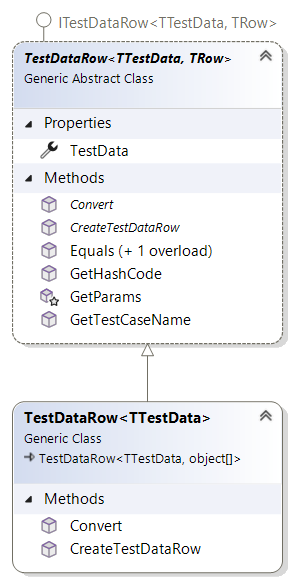 ITestDataRow<TTestData, TRow>
TestDataRow<TTestData, TRow>
Generic Abstract Class
Properties
TestData
Methods
Convert
CreateTestDataRow
Equals (+ 1 overload)
GetHashCode
GetParams
GetTestCaseName
TestDataRow<TTestData>
Generic Class
TestDataRow<TTestData, object[]>
Methods
Convert
CreateTestDataRow